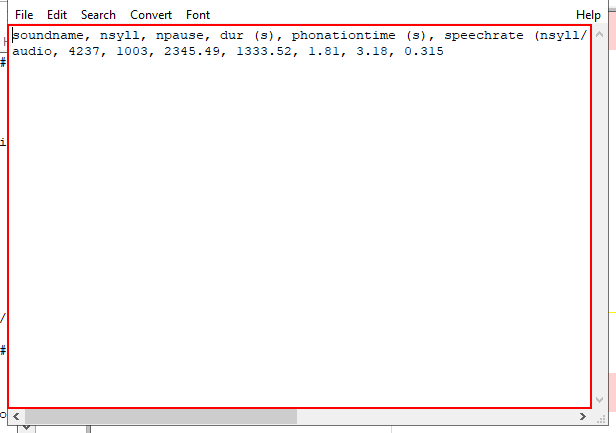 File Edit Search Convert Font Help
soundname, nsyll, npause, dur (s), phonationtime (s), speechrate (nsyll/
audio, 4237, 1003, 2345.49, 1333.52, 1.81, 3.18, 0.315
#
i
/
#
o